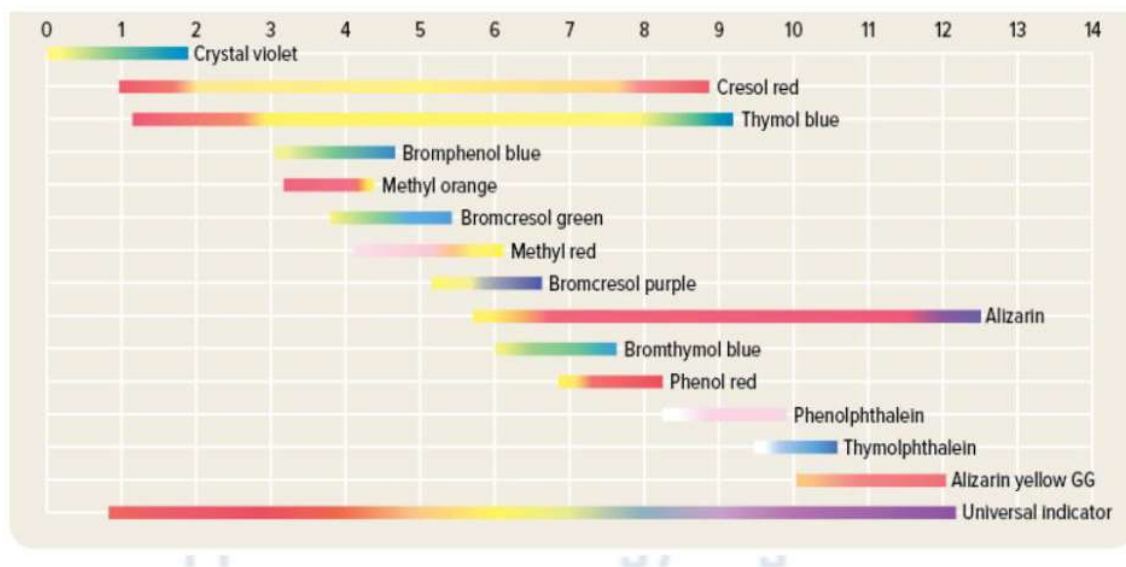 0 1 2 3 4 5 6 7 8 9 10 11 12 13 14
Crystal violet
Cresol red
Thymol blue
Bromphenol blue
Methyl orange
Bromcresol green
Methyl red
Bromcresol purple
Alizarin
Bromthymol blue
Phenol red
Phenolphthalein
Thymolphthalein
Alizarin yellow GG
Universal indicator